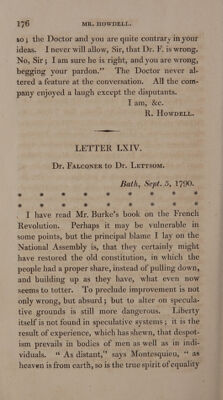 176 MR. HOWDELL.
so; the Doctor and you are quite contrary in your
ideas. I never will allow, Sir, that Dr. F. is wrong.
No, Sir; I am sure he is right, and you are wrong,
begging your pardon.” The Doctor never al-
tered a feature at the conversation. All the com-
pany enjoyed a laugh except the disputants.
I am, &c.
R. HOWDELL.
LETTER LXIV.
DR. FALCONER to DR. LETTSOM.
Bath, Sept. 5, 1790.
* * * * * * * *
* * * * * * * *
I have read Mr. Burke's book on the French
Revolution. Perhaps it may be vulnerable in
some points, but the principal blame I lay on the
National Assembly is, that they certainly might
have restored the old constitution, in which the
people had a proper share, instead of pulling down,
and building up as they have, what even now
seems to totter. To preclude improvement is not
only wrong, but absurd; but to alter on specula-
tive grounds is still more dangerous. Liberty
itself is not found in speculative systems; it is the
result of experience, which has shewn, that despot-
ism prevails in bodies of men as well as in indi-
viduals. “ As distant,” says Montesquieu, “ as
heaven is from earth, so is the true spirit of equality